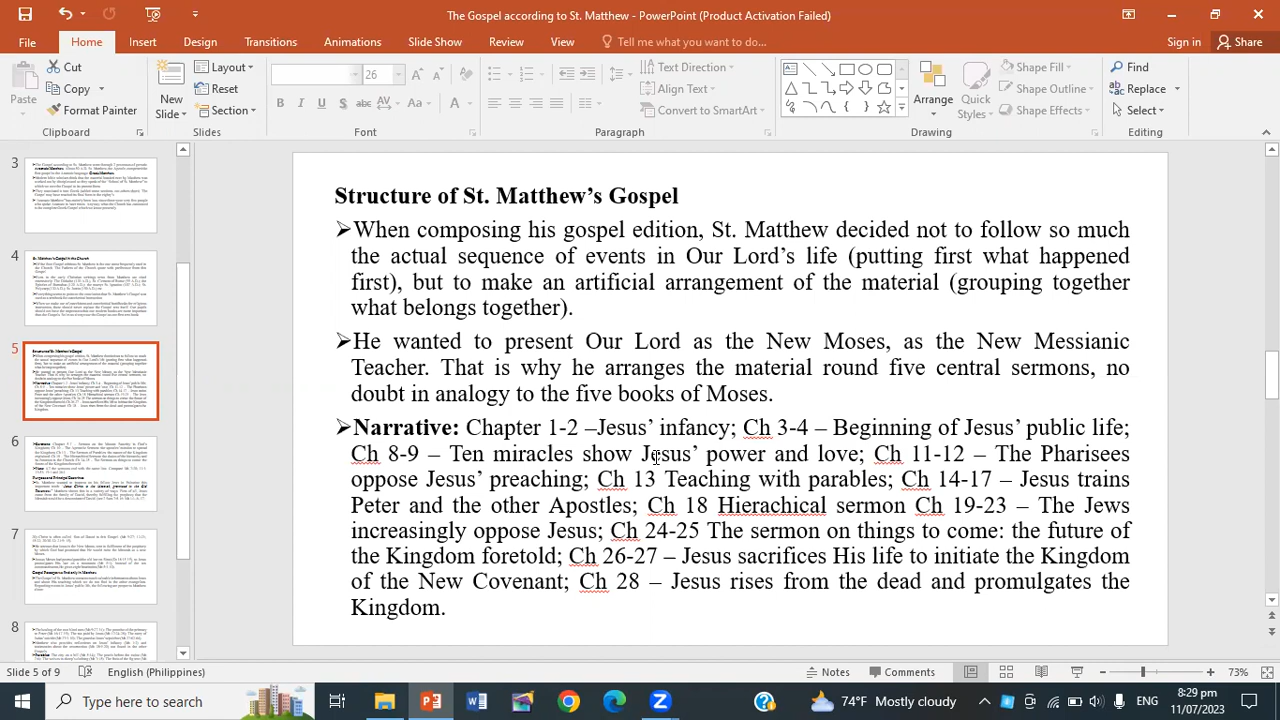 The Gospel according to St. Matthew - PowerPoint (Product Activation Failed)
File Home Insert Design Transitions Animations Slide Show Review View Tell me what you want to do... Sign in Share
Paste Cut Copy Format Painter
Clipboard
New Slide Layout Reset Section
Slides
26
B I U S abc AV Aa A
Font
Text Direction
Align Text
Convert to SmartArt
Paragraph
Arrange Quick Styles
Shape Fill
Shape Outline
Shape Effects
Drawing
Find
Replace
Select
Editing
3
4
5
6
7
8
Structure of St. Matthew’s Gospel
➢When composing his gospel edition, St. Matthew decided not to follow so much
the actual sequence of events in Our Lord’s life (putting first what happened
first), but to make an artificial arrangement of the material (grouping together
what belongs together).
➢He wanted to present Our Lord as the New Moses, as the New Messianic
Teacher. That is why he arranges the material round five central sermons, no
doubt in analogy to the five books of Moses.
➢Narrative: Chapter 1-2 –Jesus’ infancy; Ch 3-4 – Beginning of Jesus’ public life;
Ch 8-9 – Ten miracles show Jesus’ power and love; Ch 11-12 – The Pharisees
oppose Jesus’ preaching; Ch 13 Teaching with parables; Ch 14-17 – Jesus trains
Peter and the other Apostles; Ch 18 Hierachical sermon Ch 19-23 – The Jews
increasingly oppose Jesus; Ch 24-25 The sermon on things to come: the future of
the Kingdom foretold; Ch 26-27 – Jesus sacrifices His life to initiate the Kingdom
of the New Covenant; Ch 28 – Jesus rises from the dead and promulgates the
Kingdom.
Slide 5 of 9 English (Philippines) Notes Comments 73%
Type here to search 74°F Mostly cloudy ENG 8:29 pm
11/07/2023